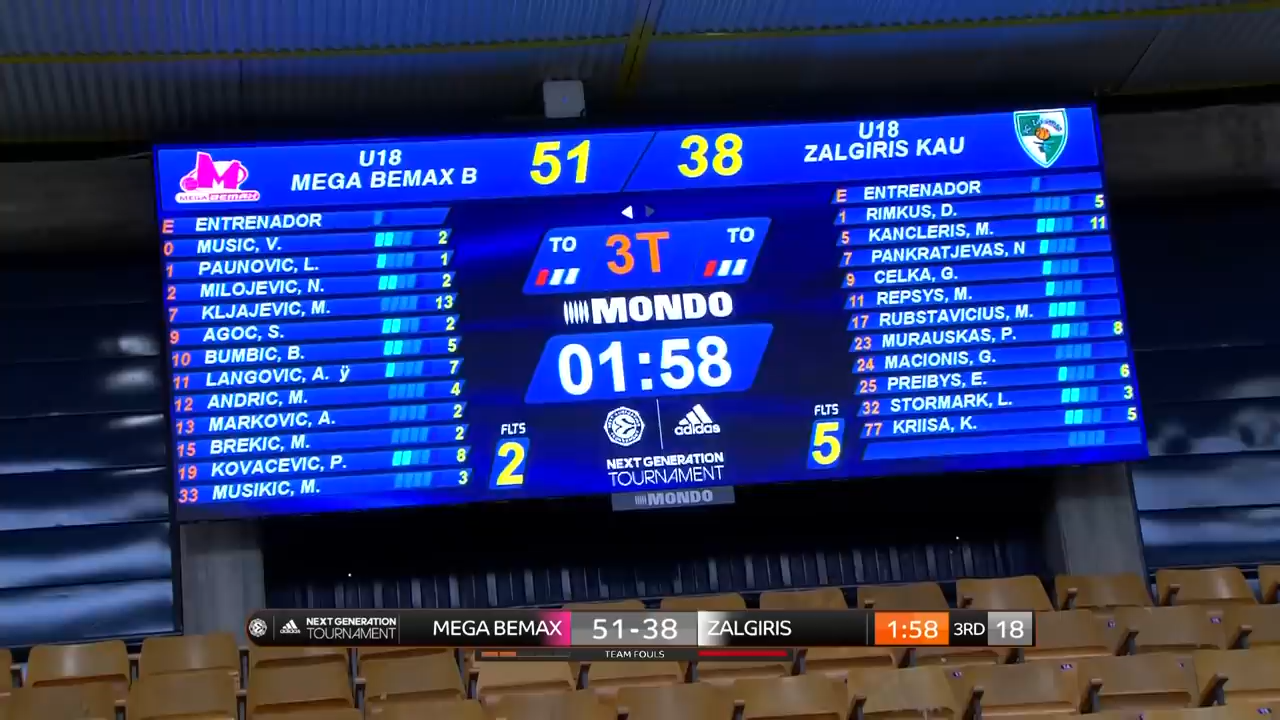 U18
MEGA BEMAX B
51
38
U18
ZALGIRIS KAU
MEGA BEMAX
E ENTRENADOR
0 MUSIC, V. 2
1 PAUNOVIC, L. 1
2 MILOJEVIC, N. 2
7 KLJAJEVIC, M. 13
9 AGOC, S. 2
10 BUMBIC, B. 5
11 LANGOVIC, A. ÿ 7
12 ANDRIC, M. 4
13 MARKOVIC, A. 2
15 BREKIC, M. 2
19 KOVACEVIC, P. 8
33 MUSIKIC, M. 3
TO 3T TO
MONDO
01:58
FLTS
2
FLTS
5
adidas
NEXT GENERATION
TOURNAMENT
MONDO
E ENTRENADOR
1 RIMKUS, D. 5
5 KANCLERIS, M. 11
7 PANKRATJEVAS, N
9 CELKA, G.
11 REPSYS, M.
17 RUBSTAVICIUS, M.
23 MURAUSKAS, P. 8
24 MACIONIS, G.
25 PREIBYS, E. 6
32 STORMARK, L. 3
77 KRIISA, K. 5
adidas
NEXT GENERATION
TOURNAMENT
MEGA BEMAX 51-38 ZALGIRIS 1:58 3RD 18
TEAM FOULS